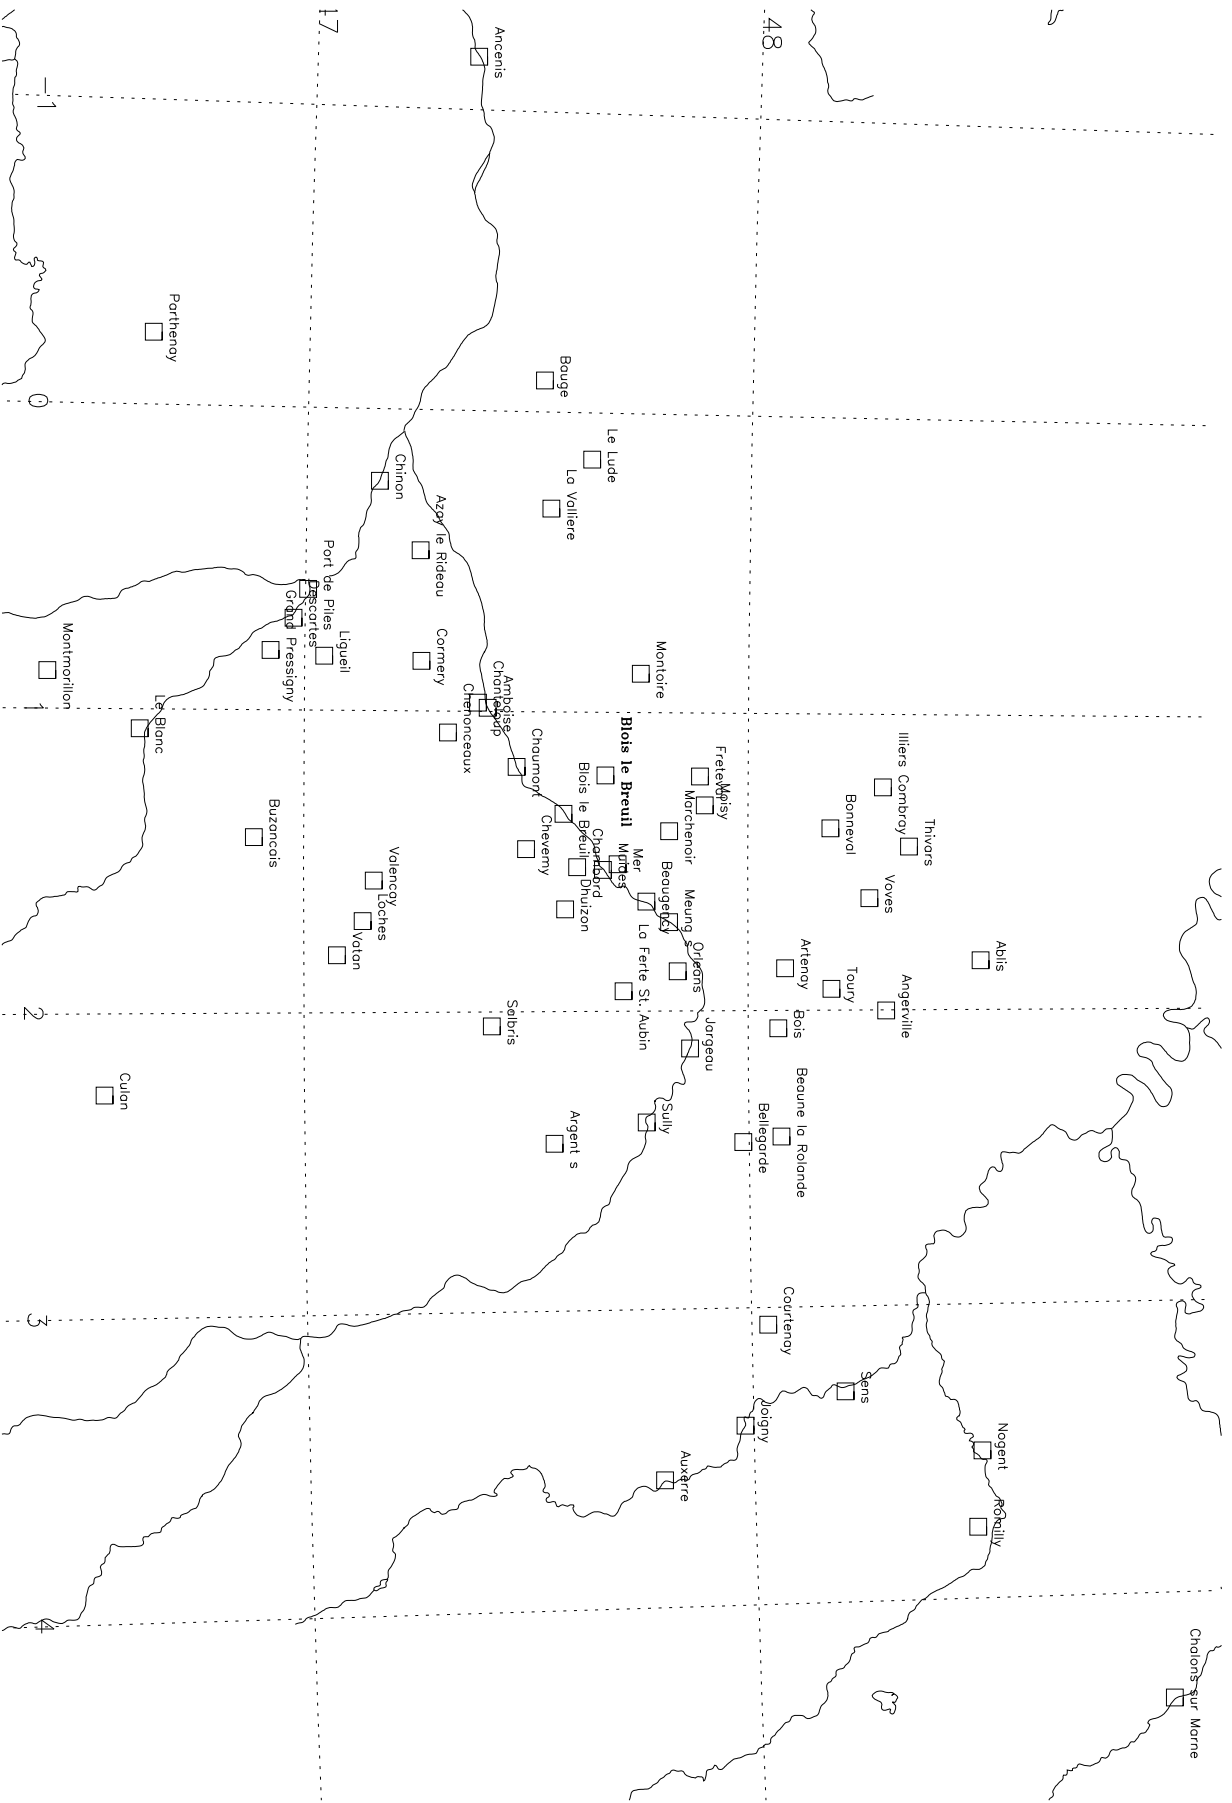 Ancenis
17
48
-1
Parthenay
Bauge
0
Le Lude
Chinon
La Valliere
Azay le Rideau
Port de Piles
Descartes
Grand Pressigny
Ligueil
Cormery
Montmorillon
Montoire
Amboise
Chanteloup
Chenonceaux
Le Blanc
1
Blois le Breuil
Chaumont
Freteval
Moisy
Illiers Combray
Blois le Breuil
Marchenoir
Bonneval
Thivars
Buzancais
Cheverny
Chambord
Muides
Mer
Valencay
Loches
Dhuizon
Beaugency
Meung s
Voves
Vatan
La Ferte St. Aubin
Orleans
Artenay
Toury
Ablis
Angerville
2
Salbris
Bois
Jargeau
Culan
Sully
Argent s
Bellegarde
Beaune la Rolande
3
Courtenay
Sens
Joigny
Nogent
Auxerre
Romilly
4
Chalons sur Marne